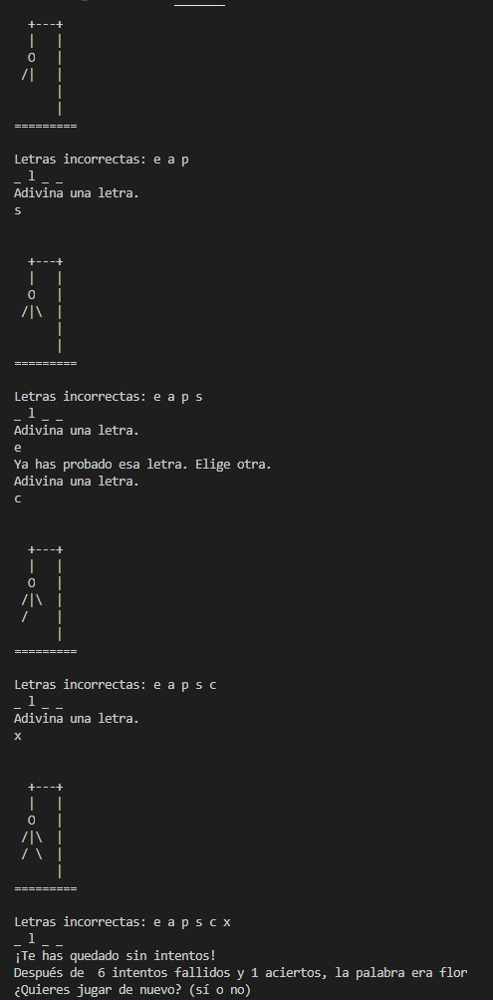 +---+
  |   |
  O   |
 /|   |
      |
      |
=========

Letras incorrectas: e a p
_ l _ _
Adivina una letra.
s

  +---+
  |   |
  O   |
 /|\  |
      |
      |
=========

Letras incorrectas: e a p s
_ l _ _
Adivina una letra.
e
Ya has probado esa letra. Elige otra.
Adivina una letra.
c

  +---+
  |   |
  O   |
 /|\  |
 /    |
      |
=========

Letras incorrectas: e a p s c
_ l _ _
Adivina una letra.
x

  +---+
  |   |
  O   |
 /|\  |
 / \  |
      |
=========

Letras incorrectas: e a p s c x
_ l _ _
¡Te has quedado sin intentos!
Después de  6 intentos fallidos y 1 aciertos, la palabra era flor
¿Quieres jugar de nuevo? (sí o no)